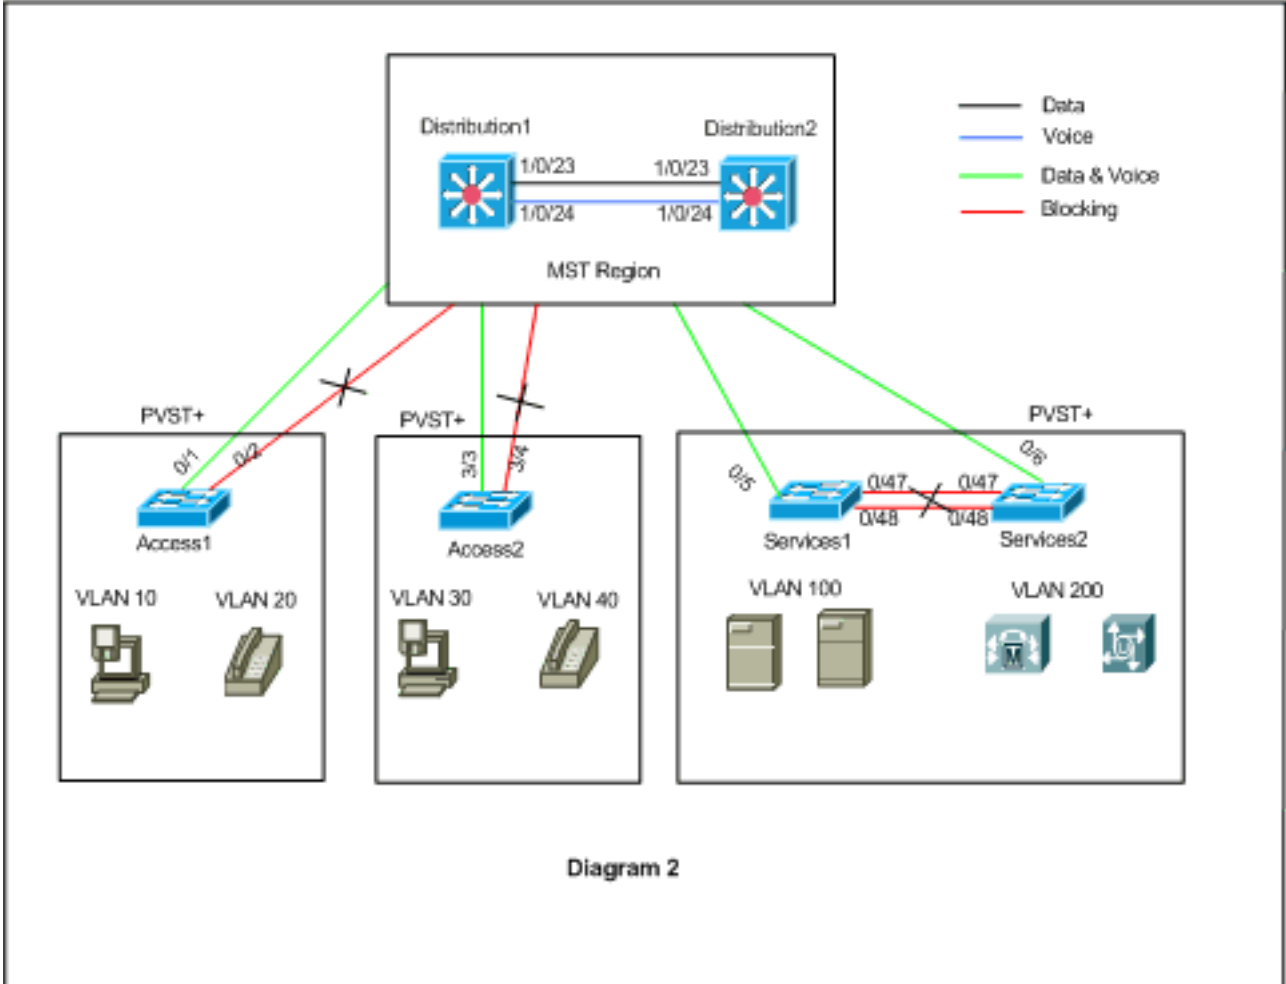 Distribution1
Distribution2
1/0/23
1/0/23
1/0/24
1/0/24
MST Region
Data
Voice
Data & Voice
Blocking
PVST+
0/1
0/2
Access1
VLAN 10
VLAN 20
PVST+
3/3
3/4
Access2
VLAN 30
VLAN 40
PVST+
0/5
0/6
0/47
0/47
0/48
0/48
Services1
Services2
VLAN 100
VLAN 200
M
U
Diagram 2